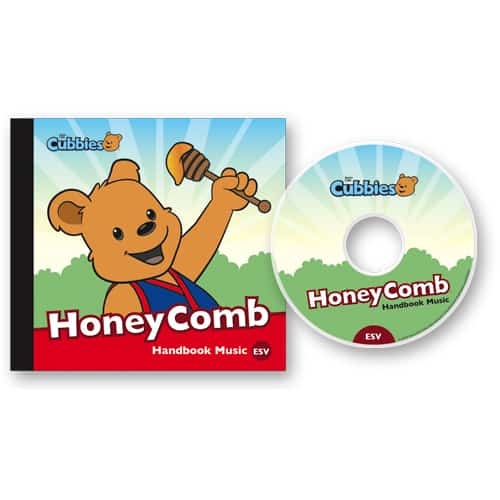 Cubbies
HoneyComb
Handbook Music ESV
Cubbies
HoneyComb
Handbook Music
ESV